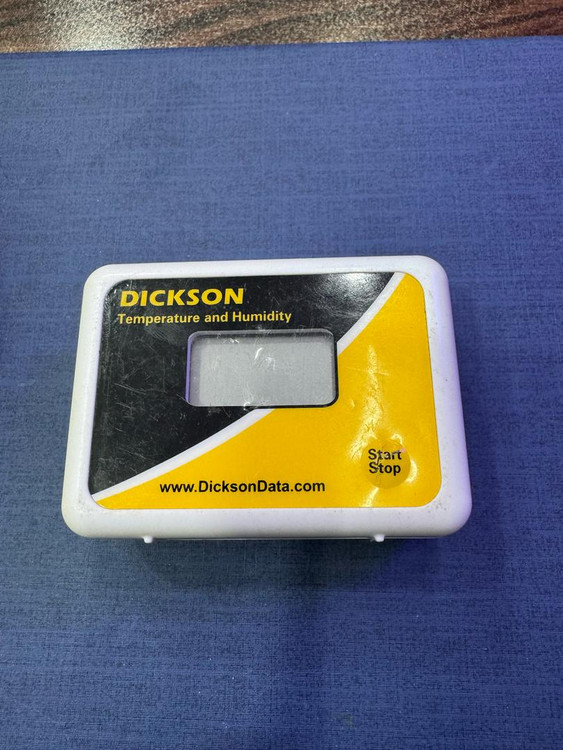 DICKSON
Temperature and Humidity
Start
Stop
www.DicksonData.com